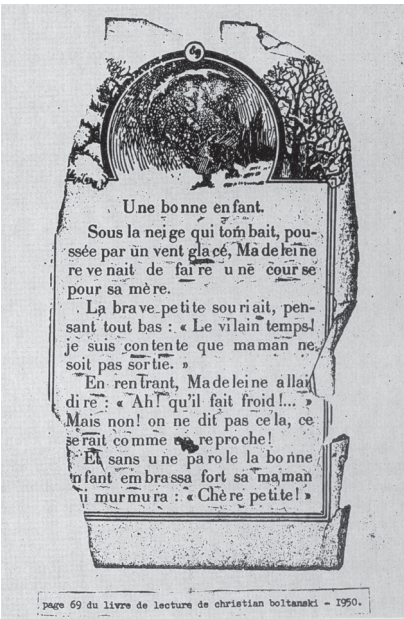 69
Une bonne enfant.
Sous la neige qui tombait, pous-
sée par un vent glacé, Madeleine
revenait de faire une course
pour sa mère.
La brave petite souriait, pen-
sant tout bas : « Le vilain temps!
je suis contente que maman ne
soit pas sortie. »
En rentrant, Madeleine allai
dire : « Ah! qu'il fait froid!... »
Mais non! on ne dit pas cela, ce
serait comme reproche!
Et sans une parole la bonne
nfant embrassa fort sa maman
ui murmura : « Chère petite! »
page 69 du livre de lecture de christian boltanski - 1950.